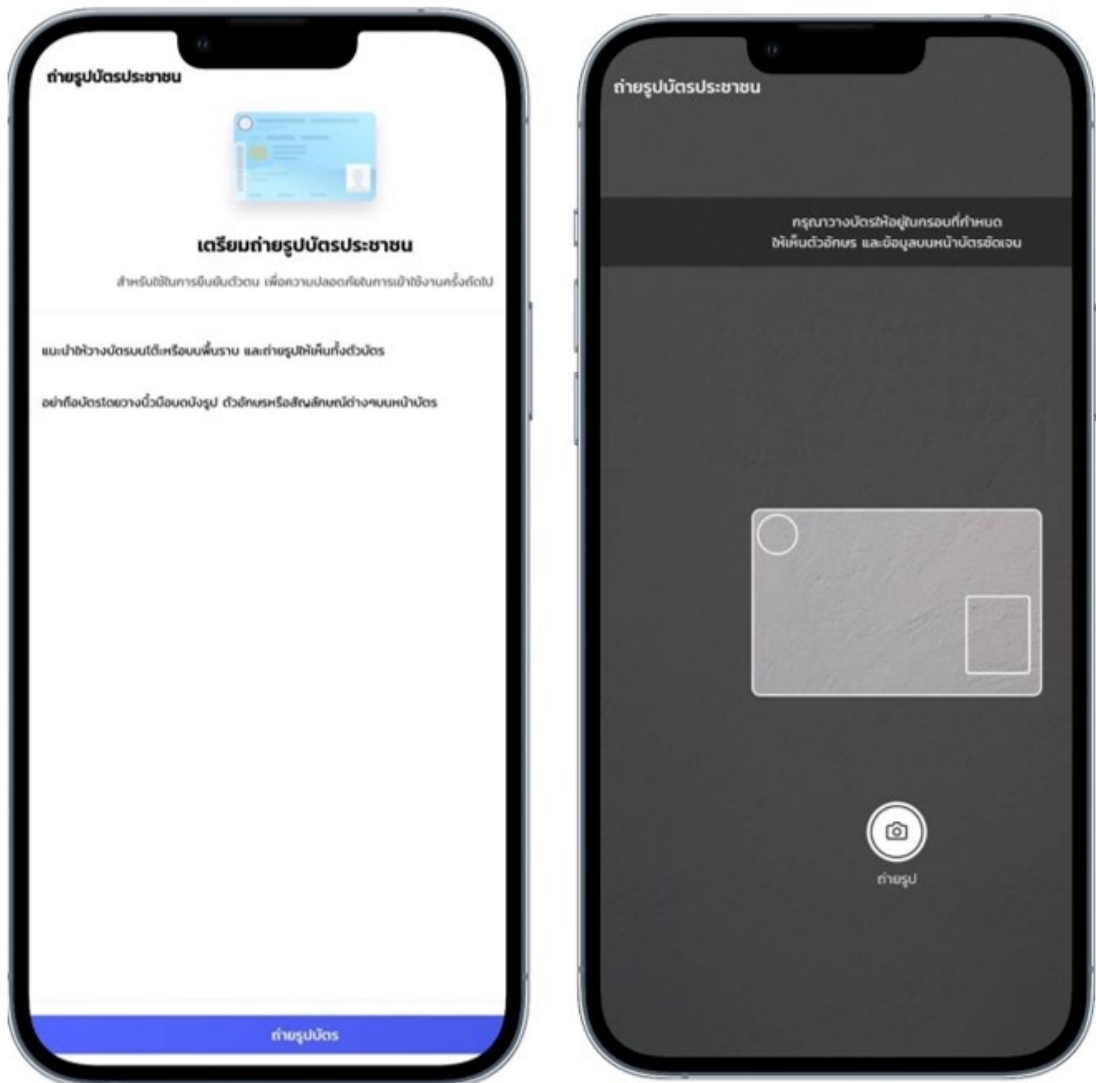 ถ่ายรูปบัตรประชาชน
เตรียมถ่ายรูปบัตรประชาชน
สำหรับใช้ในการยืนยันตัวตน เพื่อความปลอดภัยในการเข้าใช้งานครั้งถัดไป
แนะนำให้วางบัตรบนโต๊ะหรือบนพื้นราบ และถ่ายรูปให้เห็นทั้งตัวบัตร
อย่าถือบัตรโดยวางนิ้วมือบดบังรูป ตัวอักษรหรือสัญลักษณ์ต่างๆบนหน้าบัตร
ถ่ายรูปบัตร
ถ่ายรูปบัตรประชาชน
กรุณาวางบัตรให้อยู่ในกรอบที่กำหนด
ให้เห็นตัวอักษร และข้อมูลบนหน้าบัตรชัดเจน
ถ่ายรูป